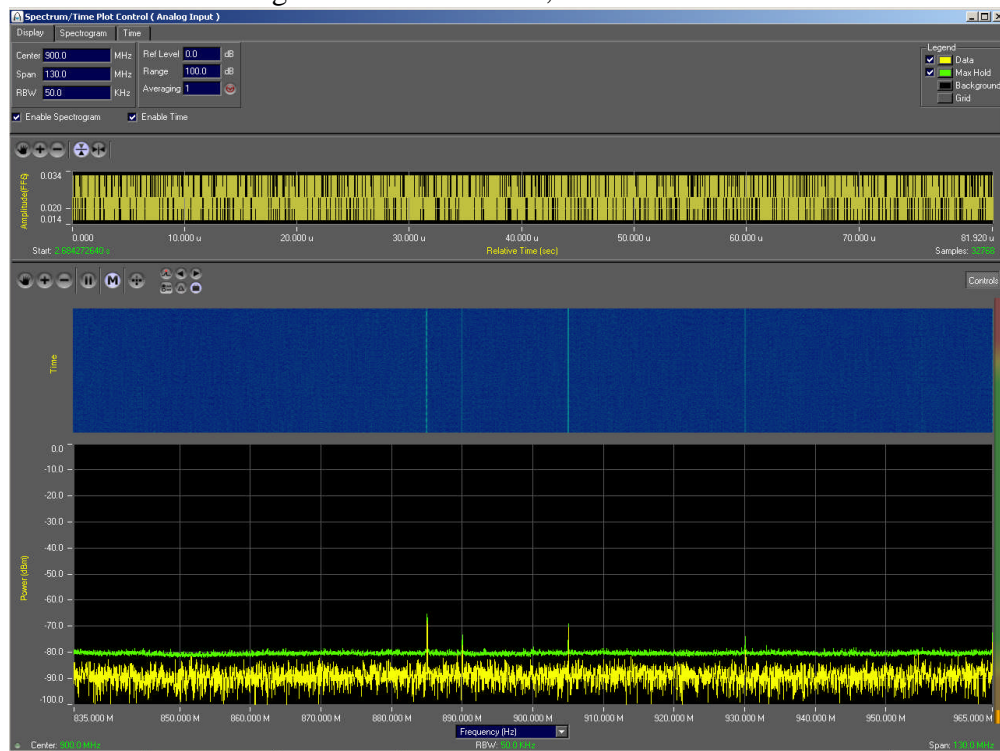 Spectrum/Time Plot Control ( Analog Input )
Display Spectrogram Time
Center 900.0 MHz Ref Level 0.0 dB
Span 130.0 MHz Range 100.0 dB
RBW 50.0 KHz Averaging 1
Legend
Data
Max Hold
Background
Grid
Enable Spectrogram Enable Time
Amplitude(FFS)
0.034
0.020
0.014
0.000 10.000 u 20.000 u 30.000 u 40.000 u 50.000 u 60.000 u 70.000 u 81.920 u
Start: 2.684272640 s Relative Time (sec) Samples: 32768
M
Controls
Time
Power (dBm)
0.0
-10.0
-20.0
-30.0
-40.0
-50.0
-60.0
-70.0
-80.0
-90.0
-100.0
835.000 M 850.000 M 860.000 M 870.000 M 880.000 M 890.000 M 900.000 M 910.000 M 920.000 M 930.000 M 940.000 M 950.000 M 965.000 M
Frequency (Hz)
Center: 900.0 MHz RBW: 50.0 KHz Span: 130.0 MHz